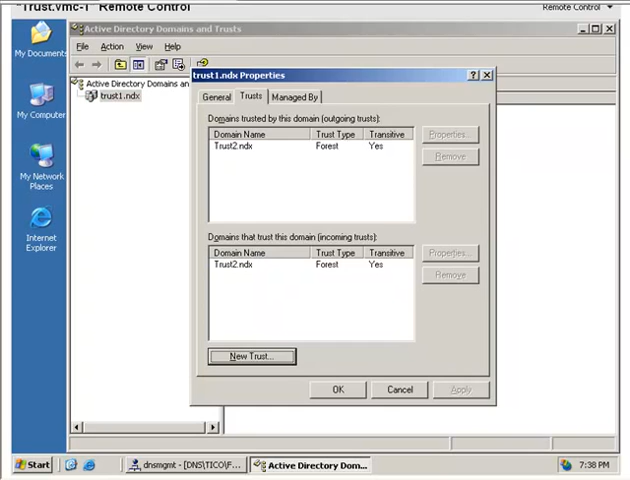 "Trust.vmc-1" Remote Control
Remote Control
My Documents
My Computer
My Network
Places
Internet
Explorer
Active Directory Domains and Trusts
File Action View Help
Active Directory Domains an
trust1.ndx
trust1.ndx Properties
General Trusts Managed By
Domains trusted by this domain (outgoing trusts):
Domain Name Trust Type Transitive
Trust2.ndx Forest Yes
Properties...
Remove
Domains that trust this domain (incoming trusts):
Domain Name Trust Type Transitive
Trust2.ndx Forest Yes
Properties...
Remove
New Trust...
OK Cancel Apply
Start dnsmgmt - [DNS\TICO\F... Active Directory Dom... 7:38 PM